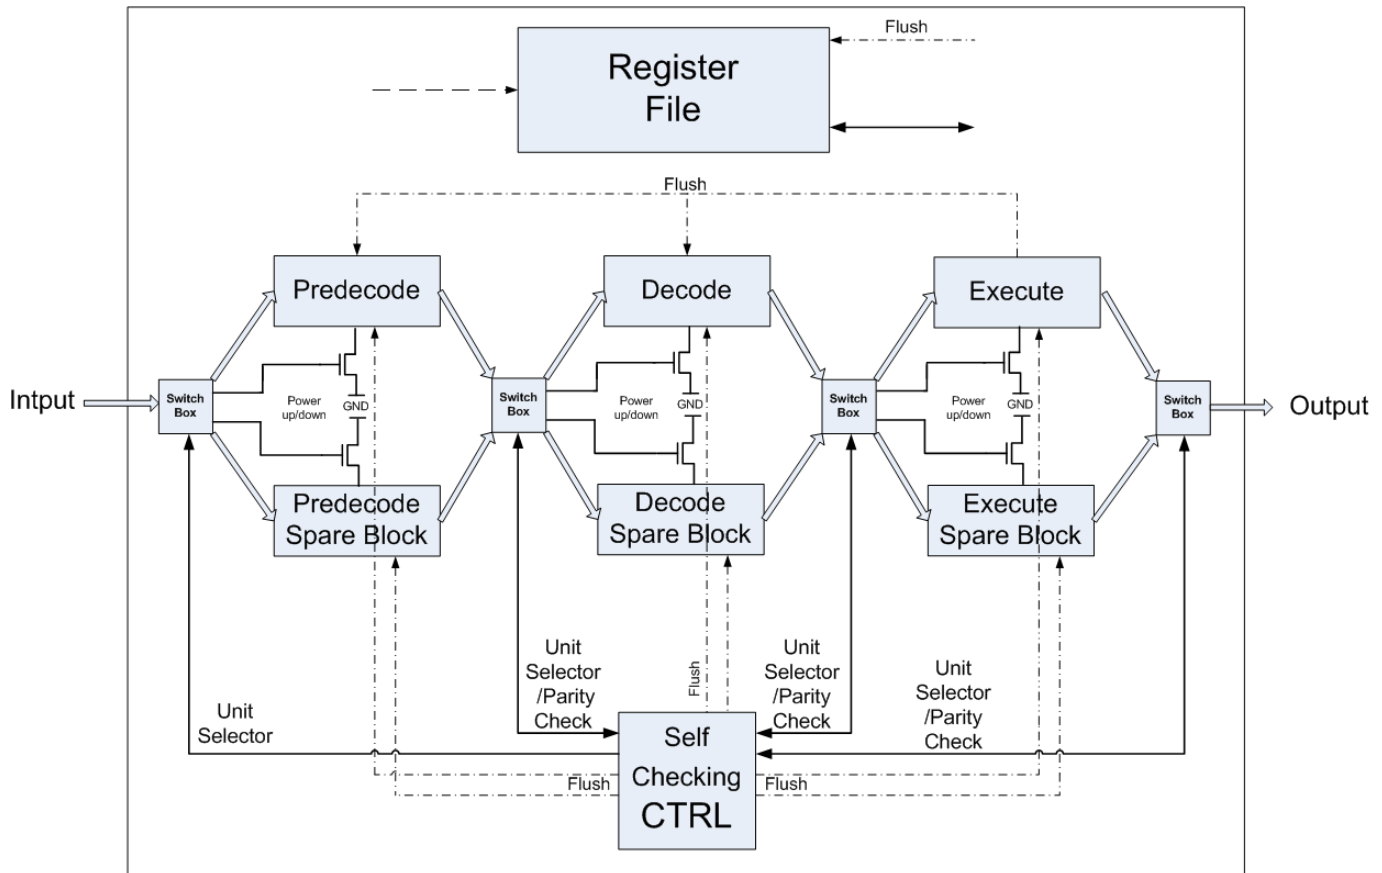 Flush
Register
File
Flush
Predecode
Decode
Execute
Intput
Switch
Box
Power
up/down
GND
Switch
Box
Power
up/down
GND
Switch
Box
Power
up/down
GND
Switch
Box
Output
Predecode
Spare Block
Decode
Spare Block
Execute
Spare Block
Unit
Selector
Unit
Selector
/Parity
Check
Flush
Unit
Selector
/Parity
Check
Unit
Selector
/Parity
Check
Self
Checking
CTRL
Flush
Flush